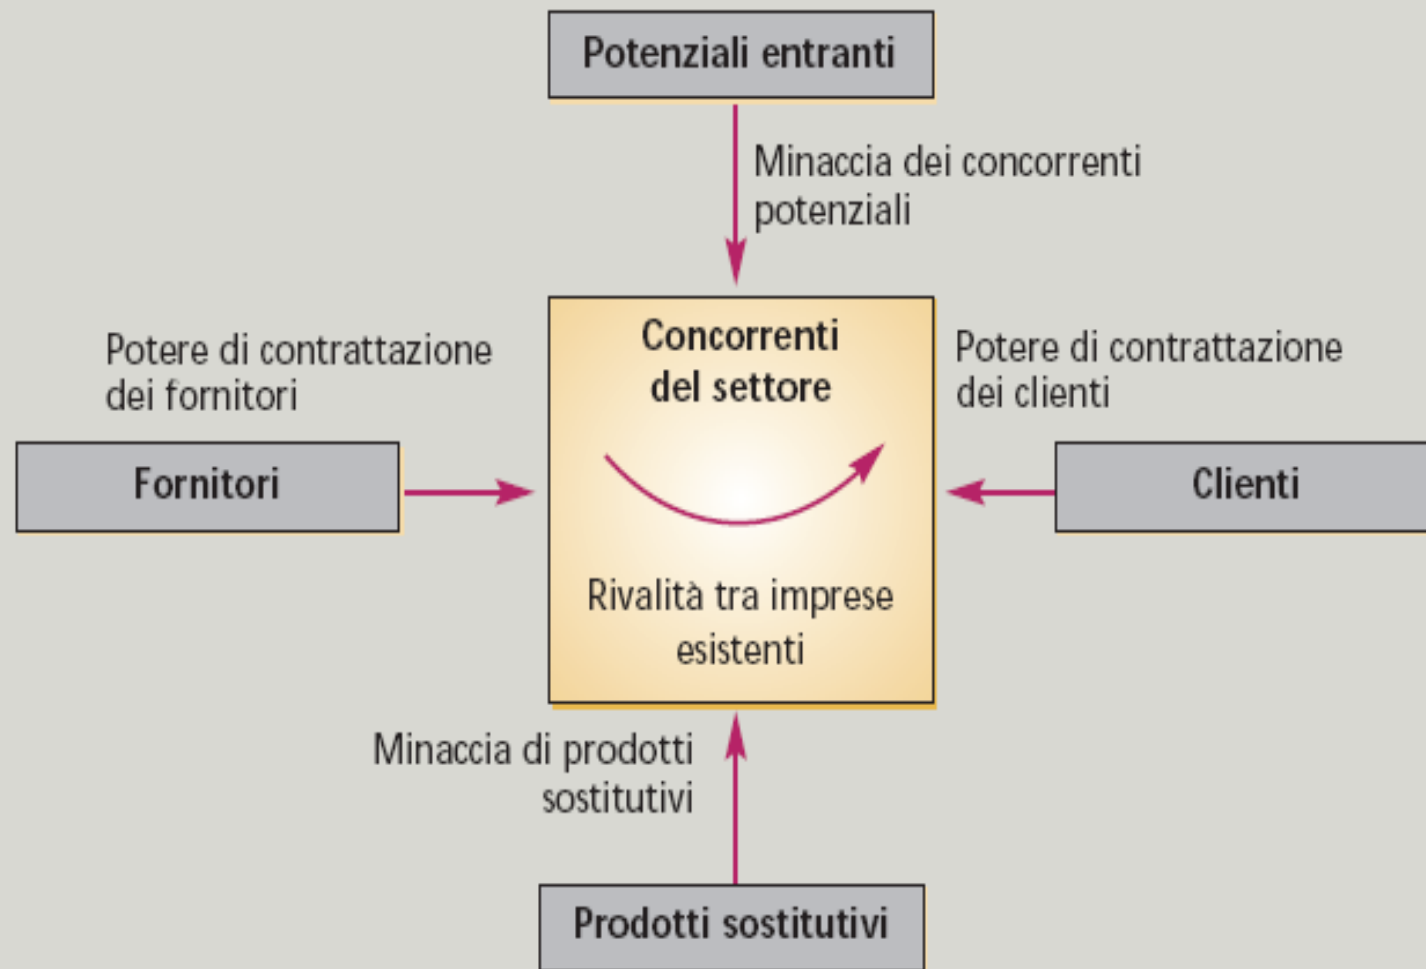 Potenziali entranti
Minaccia dei concorrenti
potenziali
Potere di contrattazione
dei fornitori
Fornitori
Concorrenti
del settore
Rivalità tra imprese
esistenti
Potere di contrattazione
dei clienti
Clienti
Minaccia di prodotti
sostitutivi
Prodotti sostitutivi